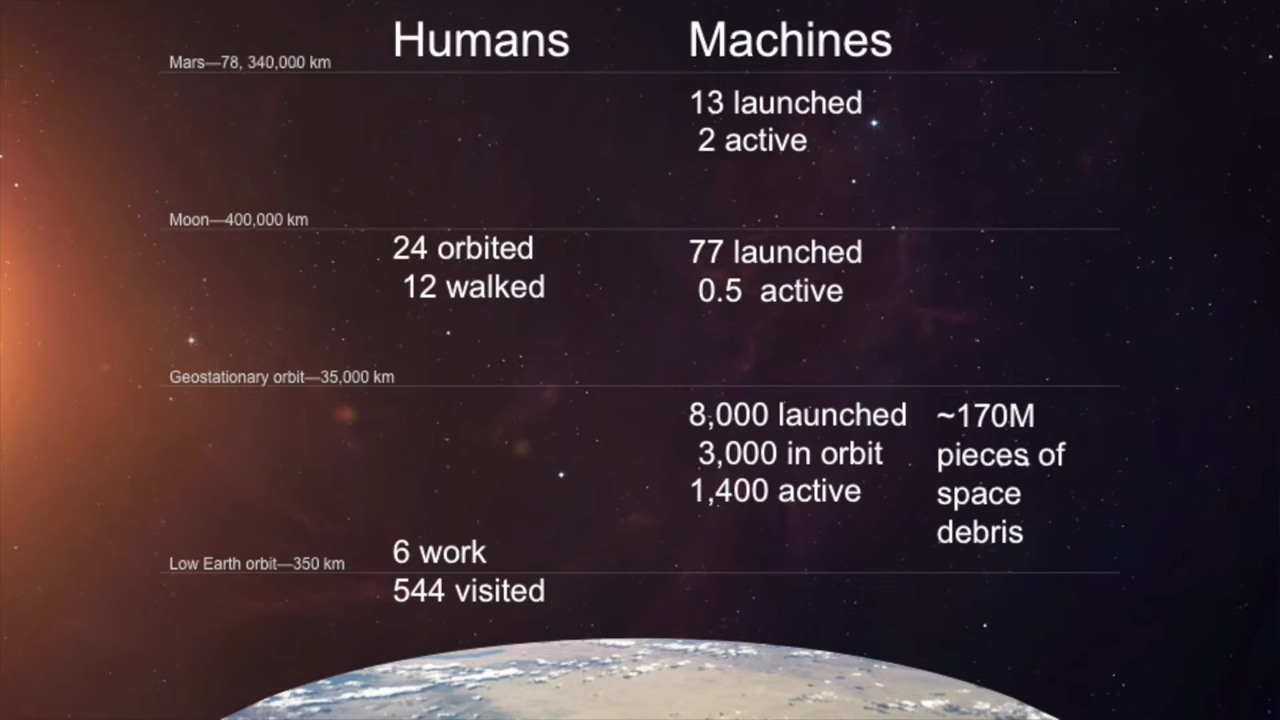 Humans
Machines
Mars—78, 340,000 km
13 launched
2 active
Moon—400,000 km
24 orbited
12 walked
77 launched
0.5 active
Geostationary orbit—35,000 km
8,000 launched
3,000 in orbit
1,400 active
~170M
pieces of
space
debris
6 work
Low Earth orbit—350 km
544 visited